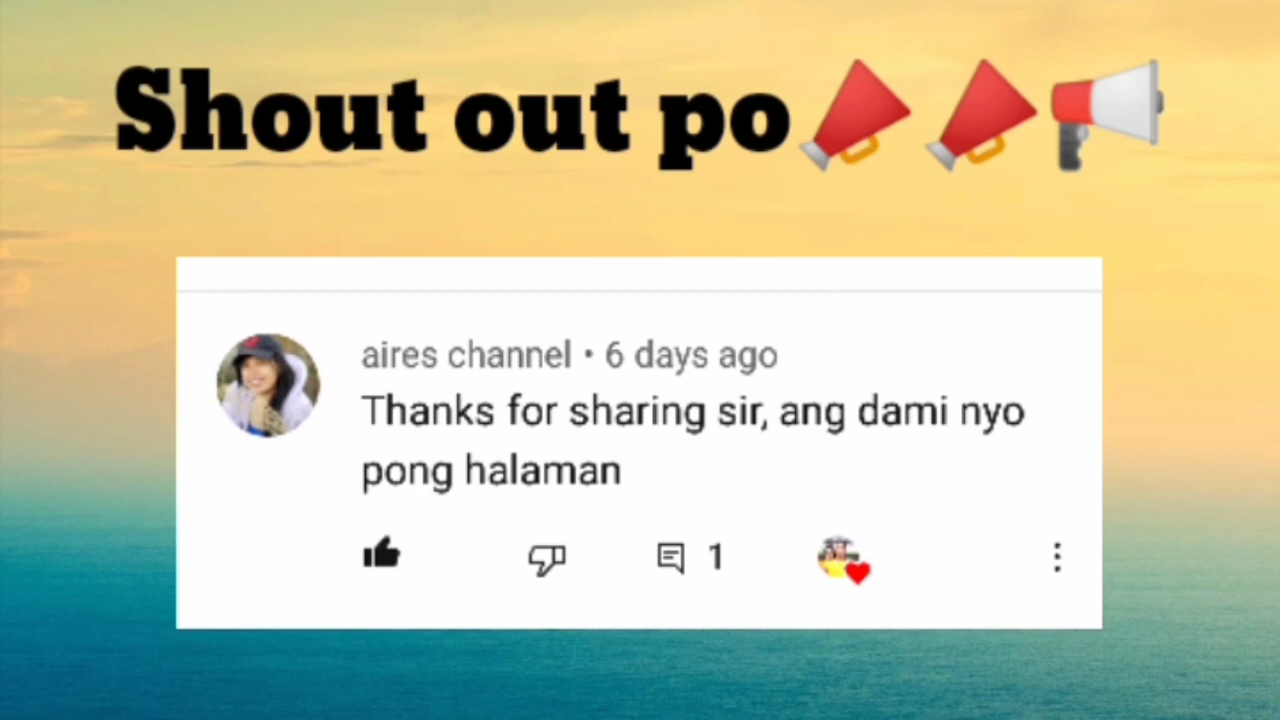 Shout out po
aires channel • 6 days ago
Thanks for sharing sir, ang dami nyo
pong halaman
1